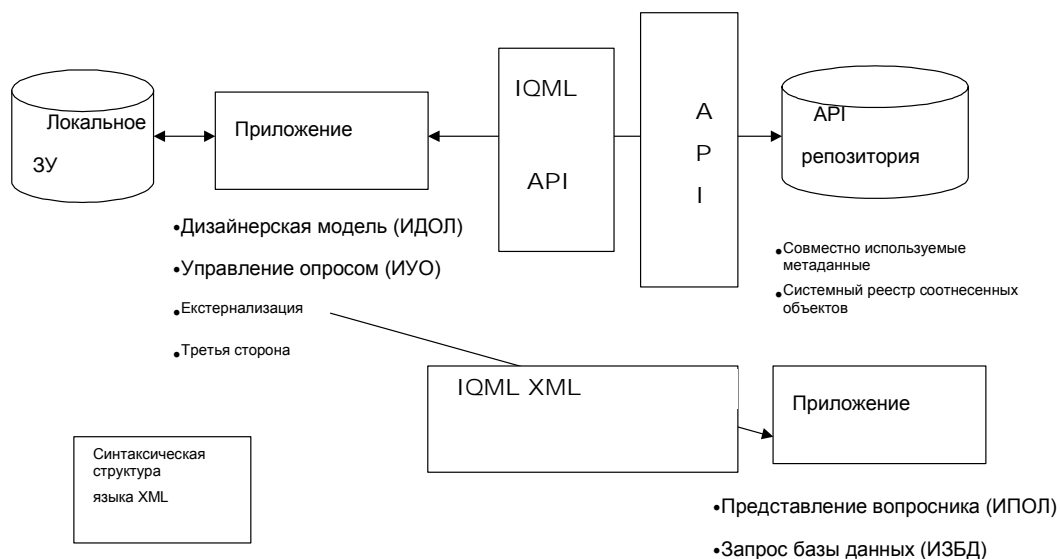 Локальное
ЗУ
Приложение
IQML
API
A
P
I
API
репозитория
•Дизайнерская модель (ИДОЛ)
•Управление опросом (ИУО)
•Екстернализация
•Третья сторона
•Совместно используемые
метаданные
•Системный реестр соотнесенных
объектов
IQML XML
Приложение
Синтаксическая
структура
языка XML
•Представление вопросника (ИПОЛ)
•Запрос базы данных (ИЗБД)